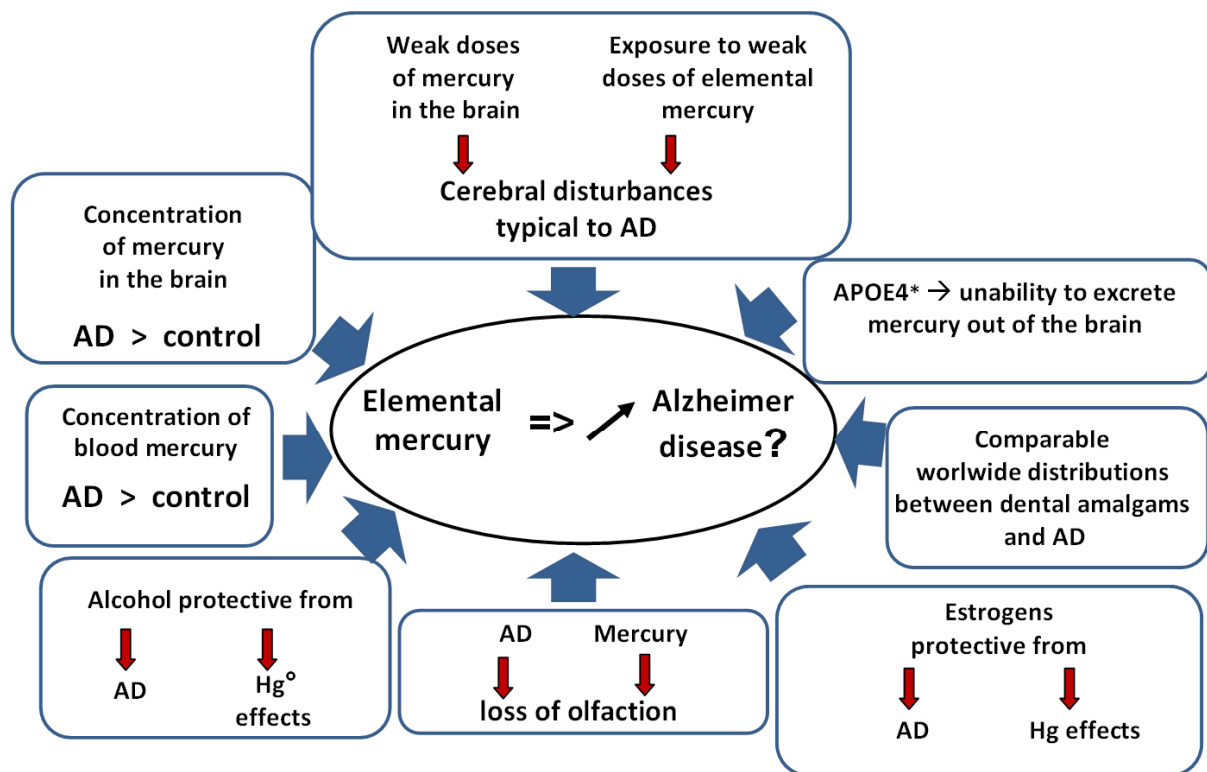 Weak doses
of mercury
in the brain
Exposure to weak
doses of elemental
mercury
Cerebral disturbances
typical to AD
Concentration
of mercury
in the brain
AD > control
APOE4* → unability to excrete
mercury out of the brain
Elemental
mercury
=>
Alzheimer
disease?
Concentration of
blood mercury
AD > control
Comparable
worlwide distributions
between dental amalgams
and AD
Alcohol protective from
AD
Hg°
effects
AD
Mercury
loss of olfaction
Estrogens
protective from
AD
Hg effects